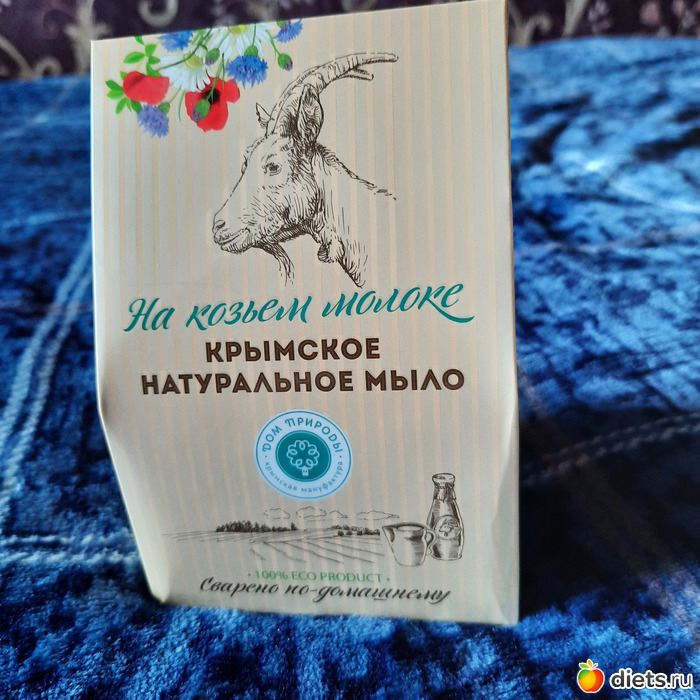 На козьем молоке
КРЫМСКОЕ
НАТУРАЛЬНОЕ МЫЛО
ДОМ ПРИРОДЫ
крымская мануфактура
• 100% ECO PRODUCT •
Сварено по-домашнему
diets.ru